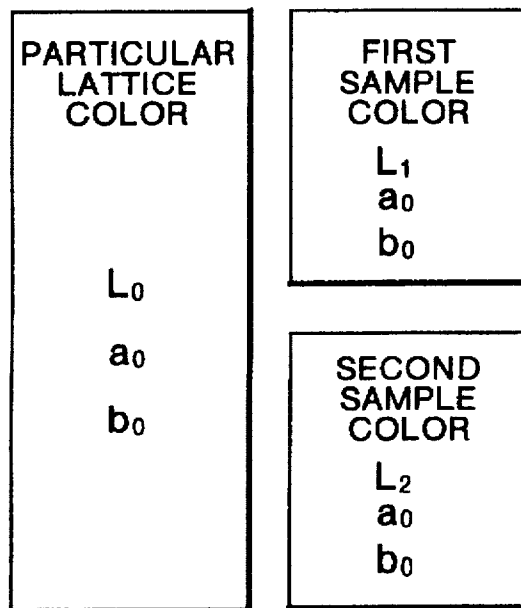 PARTICULAR
LATTICE
COLOR
L₀
a₀
b₀
FIRST
SAMPLE
COLOR
L₁
a₀
b₀
SECOND
SAMPLE
COLOR
L₂
a₀
b₀